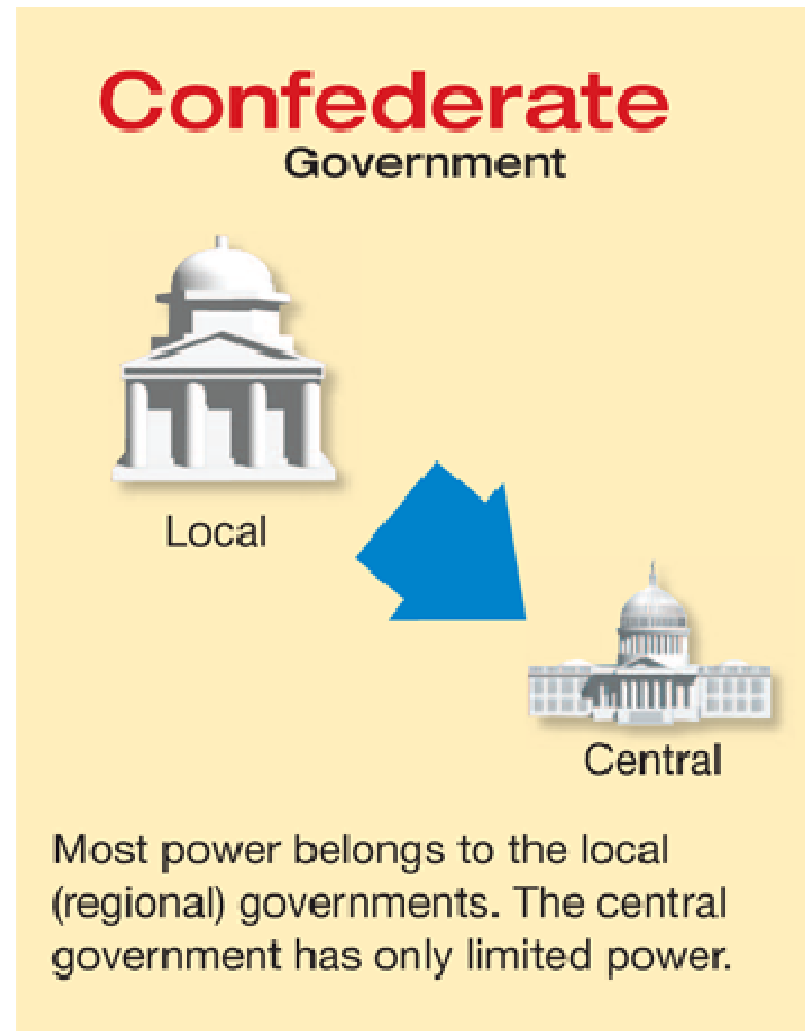 Confederate
Government
Local
Central
Most power belongs to the local
(regional) governments. The central
government has only limited power.